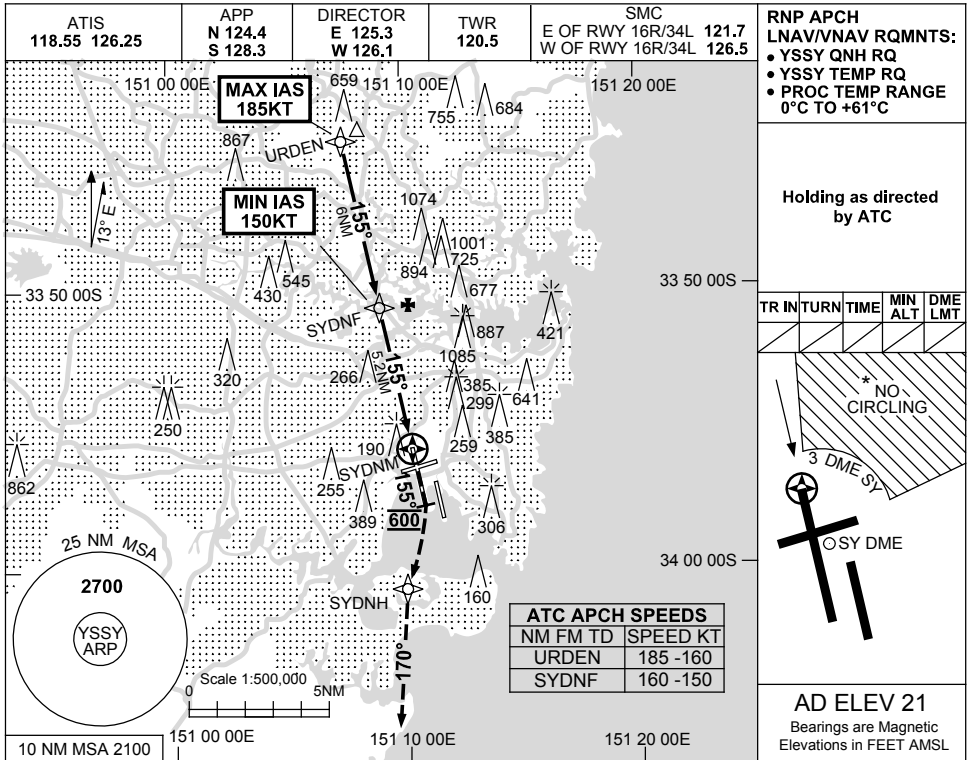 ATIS
118.55 126.25
APP
N 124.4
S 128.3
DIRECTOR
E 125.3
W 126.1
TWR
120.5
SMC
E OF RWY 16R/34L 121.7
W OF RWY 16R/34L 126.5
RNP APCH
LNAV/VNAV RQMNTS:
• YSSY QNH RQ
• YSSY TEMP RQ
• PROC TEMP RANGE
0°C TO +61°C
Holding as directed
by ATC
TR IN TURN TIME MIN ALT DME LMT
* NO
CIRCLING
3 DME SY
SY DME
AD ELEV 21
Bearings are Magnetic
Elevations in FEET AMSL
151 00 00E
659
151 10 00E
151 20 00E
MAX IAS
185KT
755
684
URDEN
867
MIN IAS
150KT
155°
6NM
1074
13° E
1001
725
894
545
430
677
33 50 00S
33 50 00S
SYDNF
887
421
155°
5.2NM
1085
320
266
385
641
299
250
385
259
190
SYDNM
862
255
155°
389
600
306
25 NM MSA
2700
YSSY
ARP
34 00 00S
SYDNH
160
170°
ATC APCH SPEEDS
NM FM TD SPEED KT
URDEN 185 -160
SYDNF 160 -150
Scale 1:500,000
0 5NM
10 NM MSA 2100
151 00 00E
151 10 00E
151 20 00E